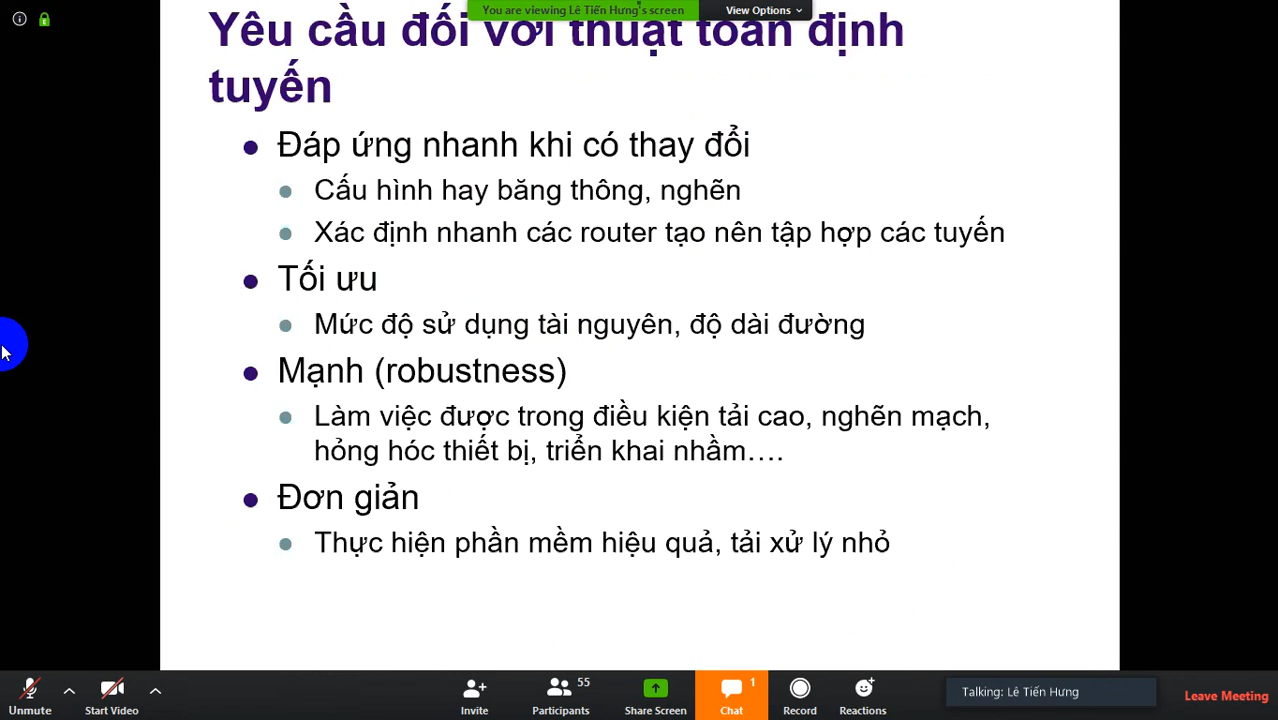 You are viewing Lê Tiến Hưng's screen
View Options
Yêu cầu đối với thuật toán định
tuyến
Đáp ứng nhanh khi có thay đổi
Cấu hình hay băng thông, nghẽn
Xác định nhanh các router tạo nên tập hợp các tuyến
Tối ưu
Mức độ sử dụng tài nguyên, độ dài đường
Mạnh (robustness)
Làm việc được trong điều kiện tải cao, nghẽn mạch,
hỏng hóc thiết bị, triển khai nhầm….
Đơn giản
Thực hiện phần mềm hiệu quả, tải xử lý nhỏ
Unmute
Start Video
Invite
Participants 55
Share Screen
Chat 1
Record
Reactions
Talking: Lê Tiến Hưng
Leave Meeting